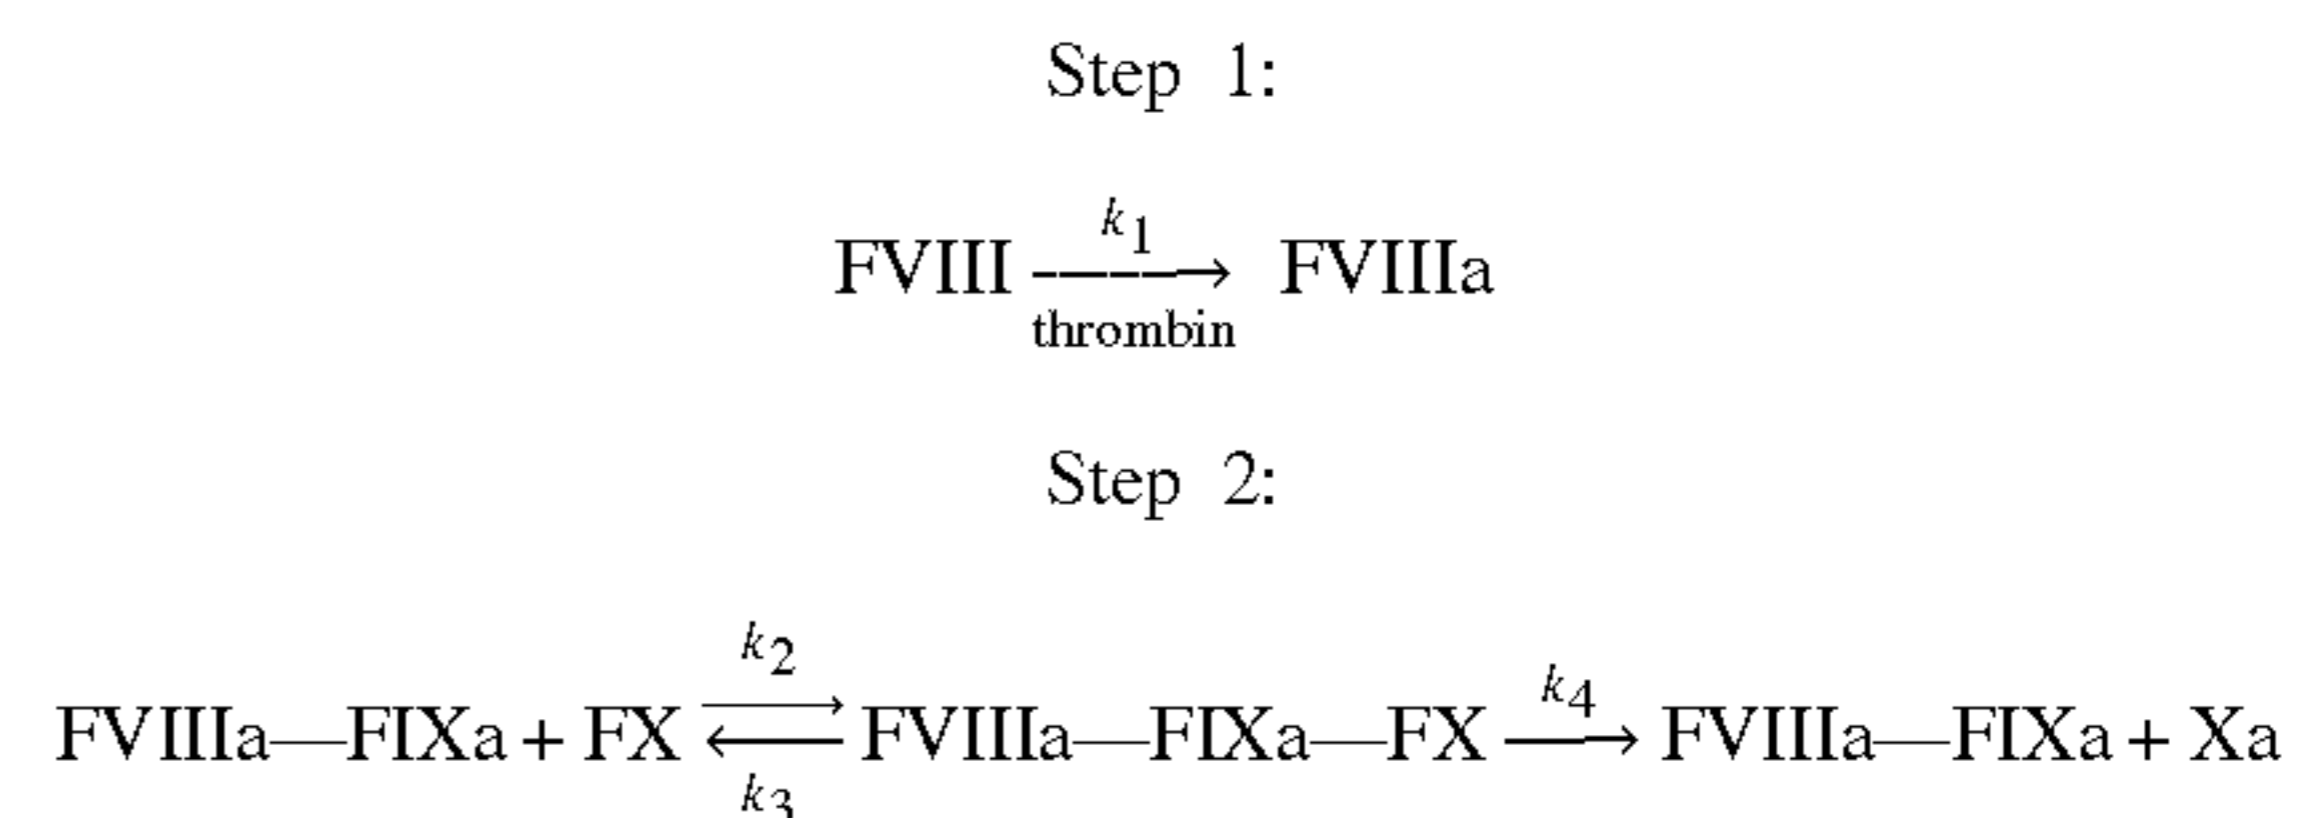 Step 1:
k1
FVIII → FVIIIa
thrombin
Step 2:
k2
k4
FVIIIa—FIXa + FX ⇄ FVIIIa—FIXa—FX → FVIIIa—FIXa + Xa
k3